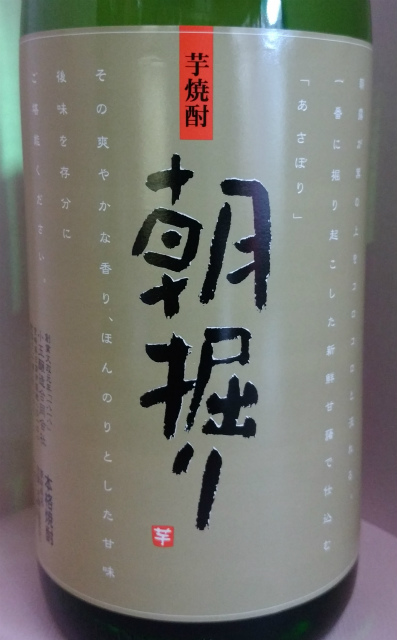 芋焼酎
朝掘り
一番に掘り起こした新鮮甘藷で仕込む
「あさぼり」
その爽やかな香り、ほんのりとした甘味
後味を存分に
ご堪能ください。
本格焼酎
芋